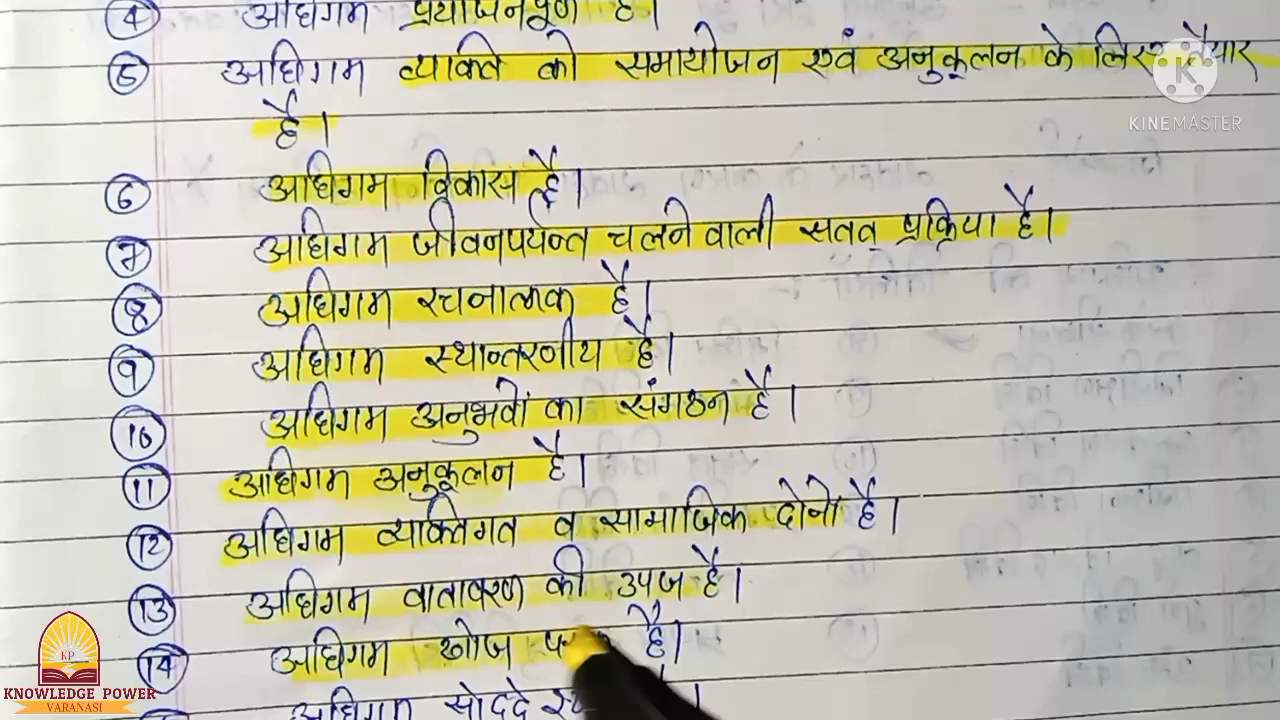 4 अधिगम प्रयोजनपूर्ण है।
5 अधिगम व्यक्ति को समायोजन एवं अनुकूलन के लिए तैयार
है।
KINEMASTER
6 अधिगम विकास है।
7 अधिगम जीवनपर्यन्त चलने वाली सतत् प्रक्रिया है।
8 अधिगम रचनात्मक है।
9 अधिगम स्थान्तरनीय है।
10 अधिगम अनुभवों का संगठन है।
11 अधिगम अनुकूलन है।
12 अधिगम व्यक्तिगत व सामाजिक दोनों है।
13 अधिगम वातावरण की उपज है।
14 अधिगम खोज है।
अधिगम
KP
KNOWLEDGE POWER
VARANASI